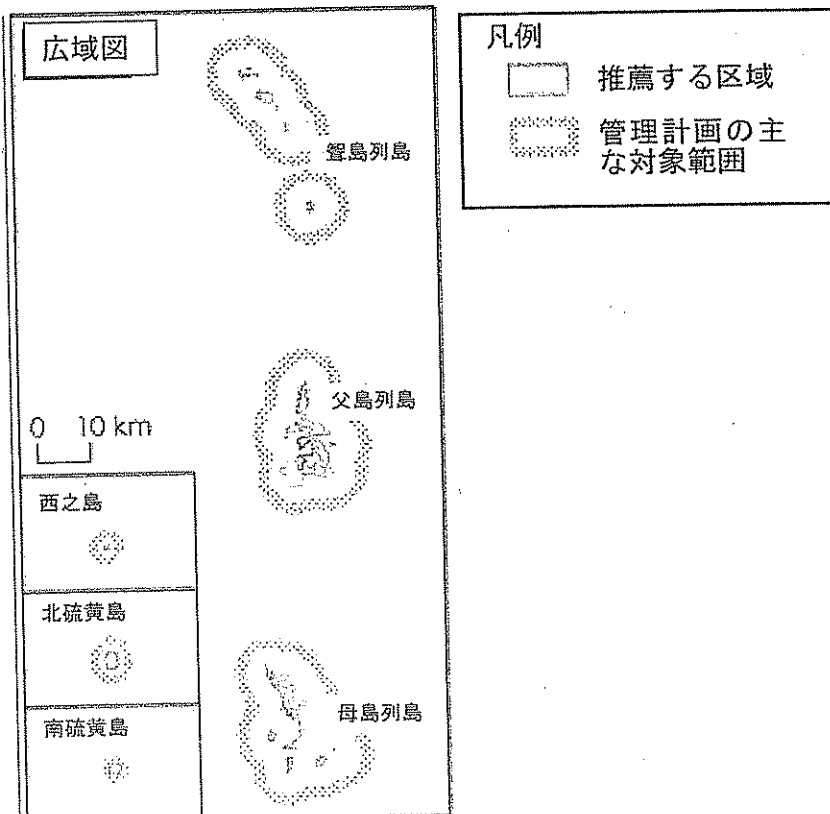 広域図
聟島列島
父島列島
0 10 km
西之島
北硫黄島
南硫黄島
母島列島
凡例
推薦する区域
管理計画の主
な対象範囲